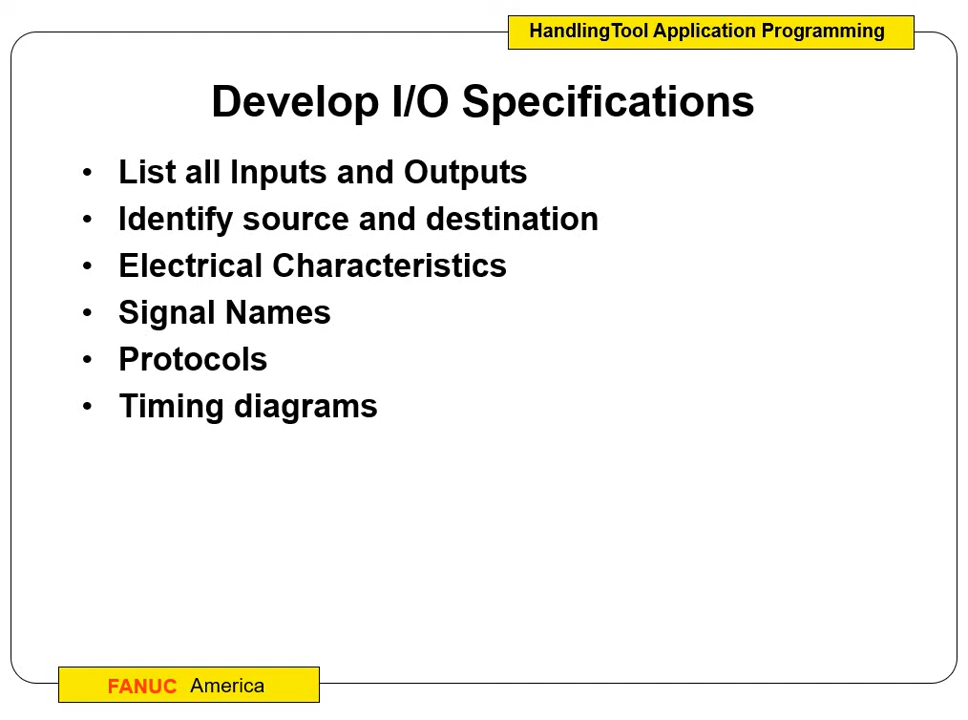 HandlingTool Application Programming
Develop I/O Specifications
• List all Inputs and Outputs
• Identify source and destination
• Electrical Characteristics
• Signal Names
• Protocols
• Timing diagrams
FANUC America